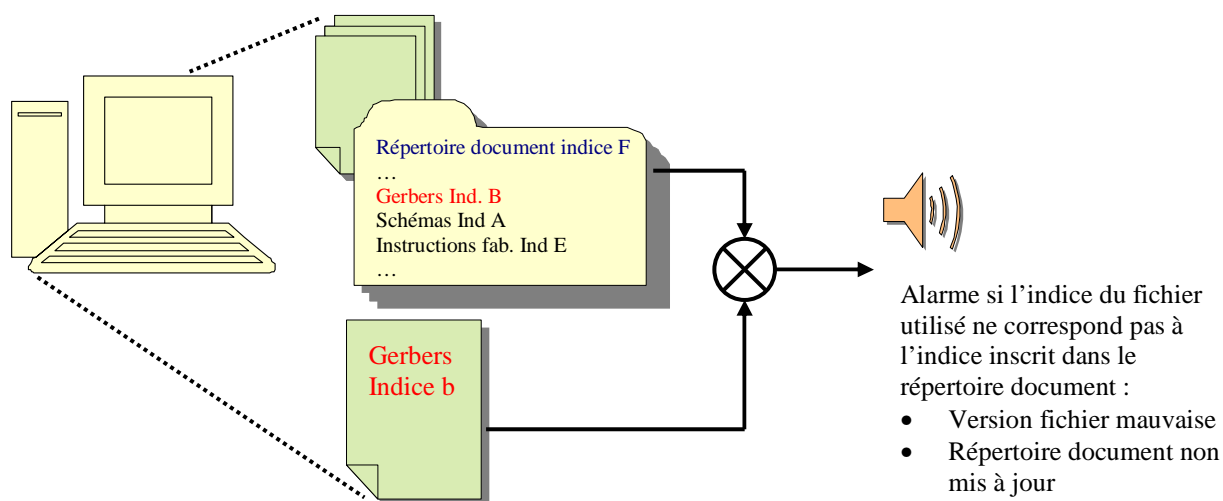 Répertoire document indice F
…
Gerbers Ind. B
Schémas Ind A
Instructions fab. Ind E
…
Gerbers
Indice b
Alarme si l’indice du fichier
utilisé ne correspond pas à
l’indice inscrit dans le
répertoire document :
• Version fichier mauvaise
• Répertoire document non
mis à jour